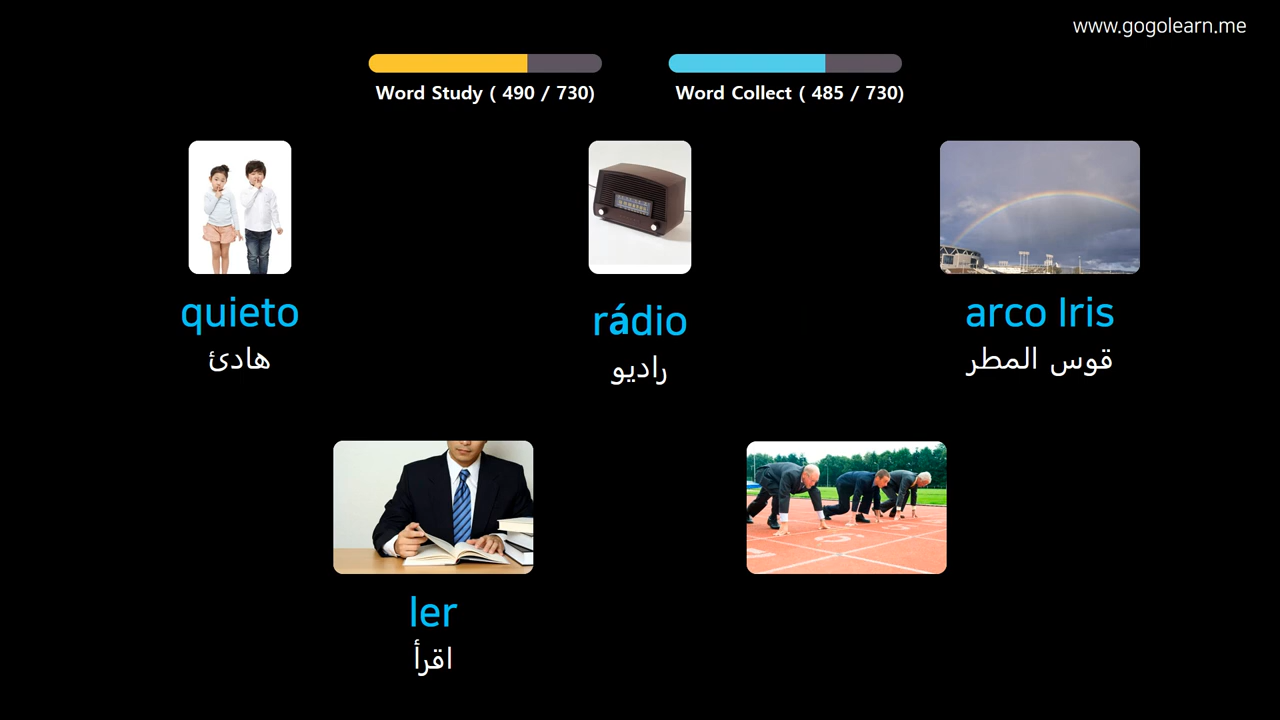 www.gogolearn.me
Word Study ( 490 / 730)
Word Collect ( 485 / 730)
quieto
هادئ
rádio
راديو
arco Iris
قوس المطر
ler
اقرأ